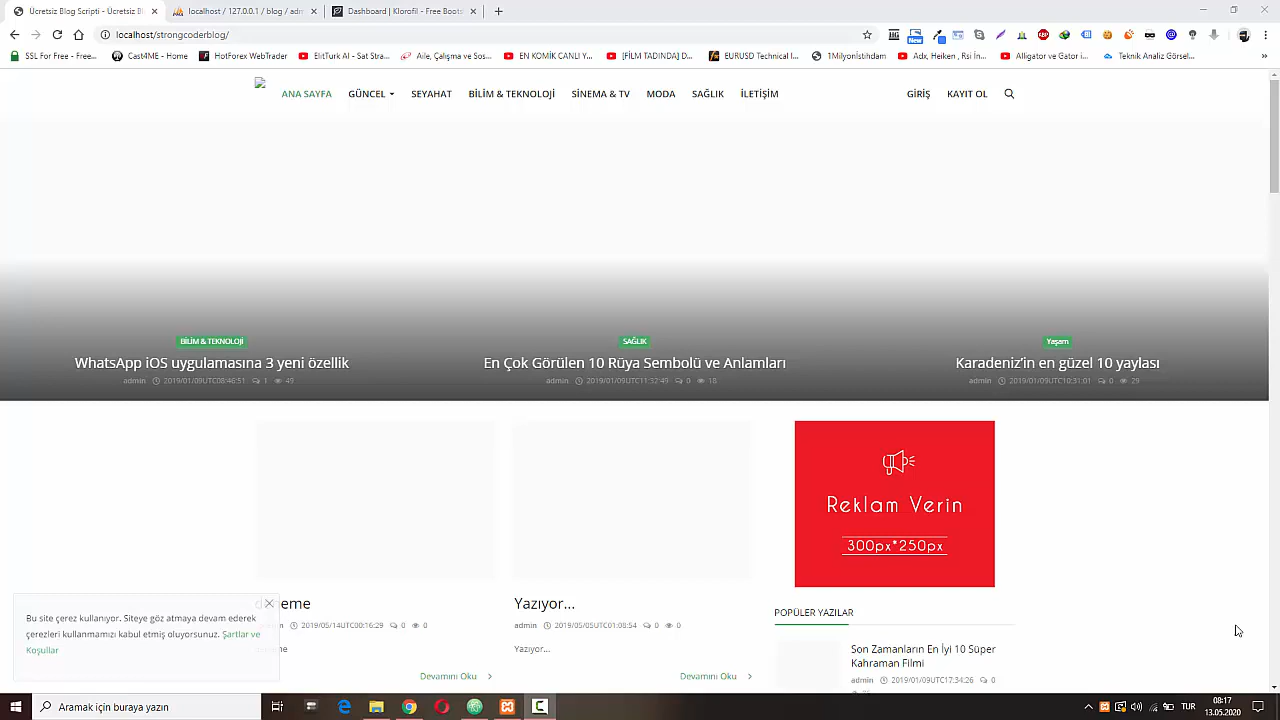 Ücretsiz Blog Scripti - Ücretsiz Bl
localhost / 127.0.0.1 / blog / adm
Dashboard | Klorofil - Free Boots
localhost/strongcoderblog/
SSL For Free - Free...
Cast4ME - Home
FxProForexWebTrader
ElitTurk AI - Sat Stra...
Aile, Çalışma ve Sos...
EN KOMİK CANLI Y...
[FİLM TADINDA] D...
EURUSD Technical I...
1Milyonİstihdam
Adx, Heiken , Rsi İn...
Alligator ve Gator i...
Teknik Analiz Görsel...
ANA SAYFA GÜNCEL SEYAHAT BİLİM & TEKNOLOJİ SİNEMA & TV MODA SAĞLIK İLETİŞİM GİRİŞ KAYIT OL
BİLİM & TEKNOLOJİ
WhatsApp iOS uygulamasına 3 yeni özellik
admin 2019/01/09UTC08:46:51 1 49
SAĞLIK
En Çok Görülen 10 Rüya Sembolü ve Anlamları
admin 2019/01/09UTC11:32:49 0 18
Yaşam
Karadeniz’in en güzel 10 yaylası
admin 2019/01/09UTC10:31:01 0 29
2019/05/14UTC00:16:29 0 0
Devamını Oku
Yazıyor...
admin 2019/05/05UTC01:08:54 0 0
Yazıyor...
Devamını Oku
Reklam Verin
300px*250px
POPÜLER YAZILAR
Son Zamanların En İyi 10 Süper
Kahraman Filmi
admin 2019/01/09UTC17:34:26 0
Bu site çerez kullanıyor. Siteye göz atmaya devam ederek
çerezleri kullanmamızı kabul etmiş oluyorsunuz. Şartlar ve
Koşullar
Aramak için buraya yazın
TUR
08:17
13.05.2020